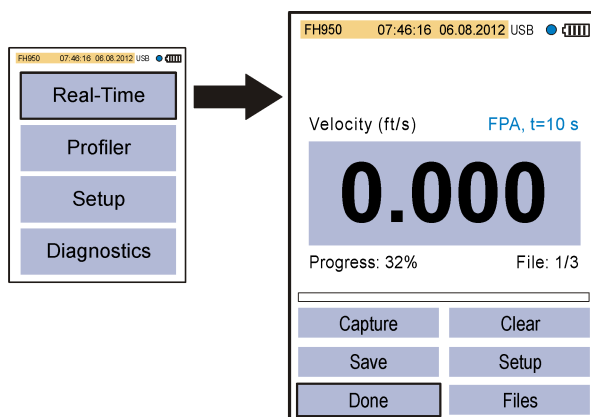 FH950 07:46:16 06.08.2012 USB
Real-Time
Profiler
Setup
Diagnostics
FH950 07:46:16 06.08.2012 USB
Velocity (ft/s) FPA, t=10 s
0.000
Progress: 32% File: 1/3
Capture Clear
Save Setup
Done Files